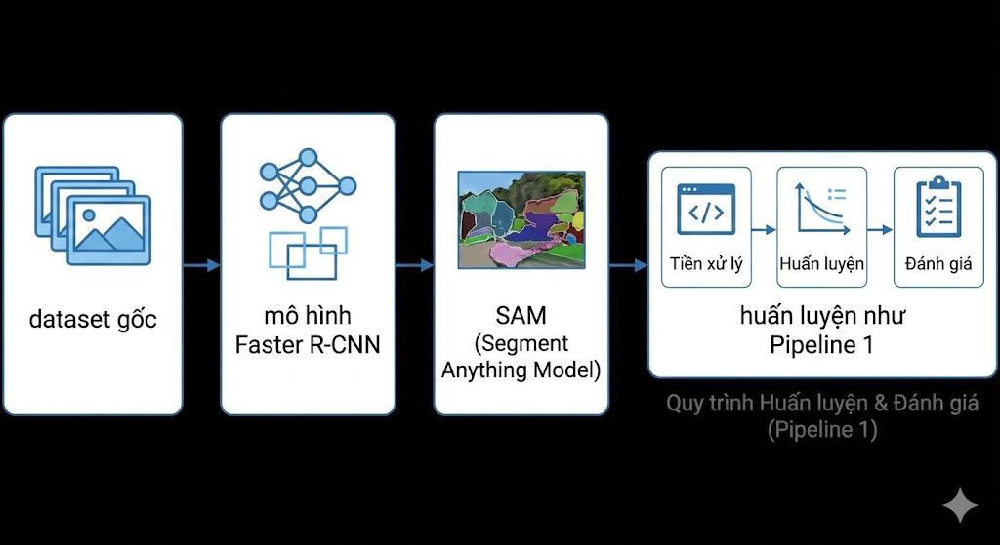 dataset gốc
mô hình
Faster R-CNN
SAM
(Segment
Anything Model)
</>
Tiền xử lý
Huấn luyện
Đánh giá
huấn luyện như
Pipeline 1
Quy trình Huấn luyện & Đánh giá
(Pipeline 1)